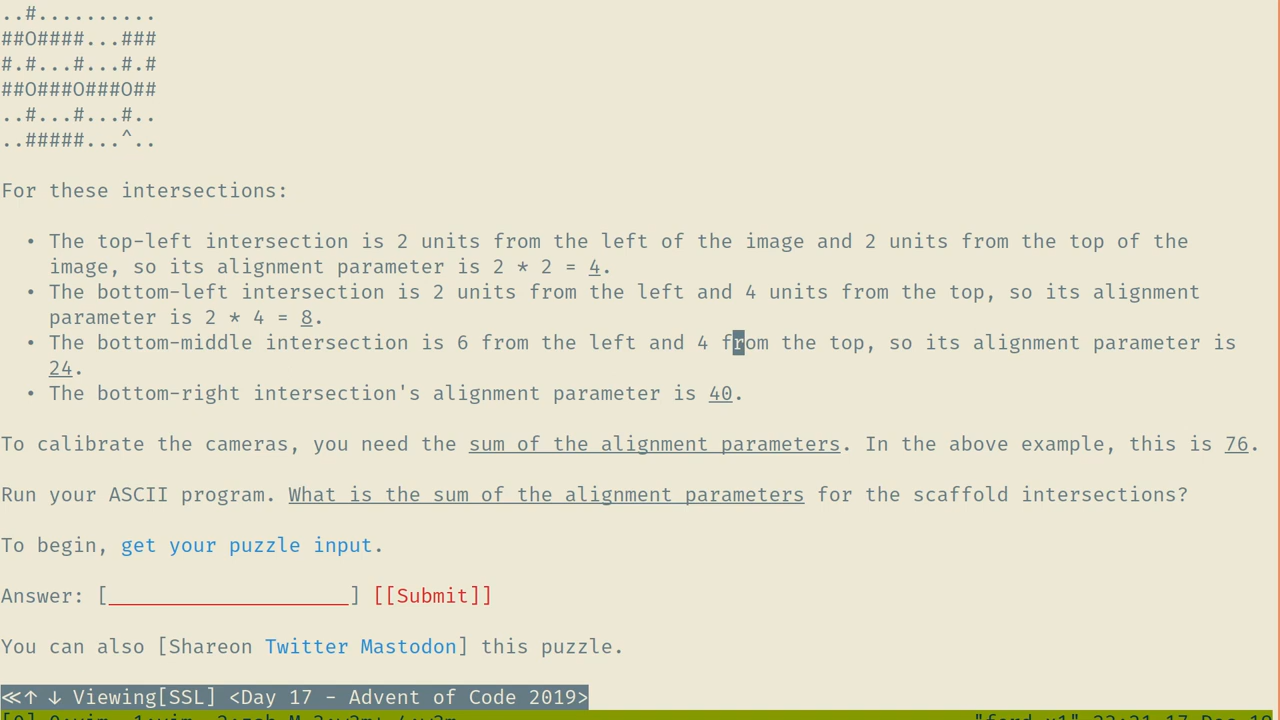 ..#..........
##O####...###
#.#...#...#.#
##O###O###O##
..#...#...#..
..#####...^..
For these intersections:
• The top-left intersection is 2 units from the left of the image and 2 units from the top of the
image, so its alignment parameter is 2 * 2 = 4.
• The bottom-left intersection is 2 units from the left and 4 units from the top, so its alignment
parameter is 2 * 4 = 8.
• The bottom-middle intersection is 6 from the left and 4 from the top, so its alignment parameter is
24.
• The bottom-right intersection's alignment parameter is 40.
To calibrate the cameras, you need the sum of the alignment parameters. In the above example, this is 76.
Run your ASCII program. What is the sum of the alignment parameters for the scaffold intersections?
To begin, get your puzzle input.
Answer: [____________________] [[Submit]]
You can also [Shareon Twitter Mastodon] this puzzle.
≪↑ ↓ Viewing[SSL] <Day 17 - Advent of Code 2019>